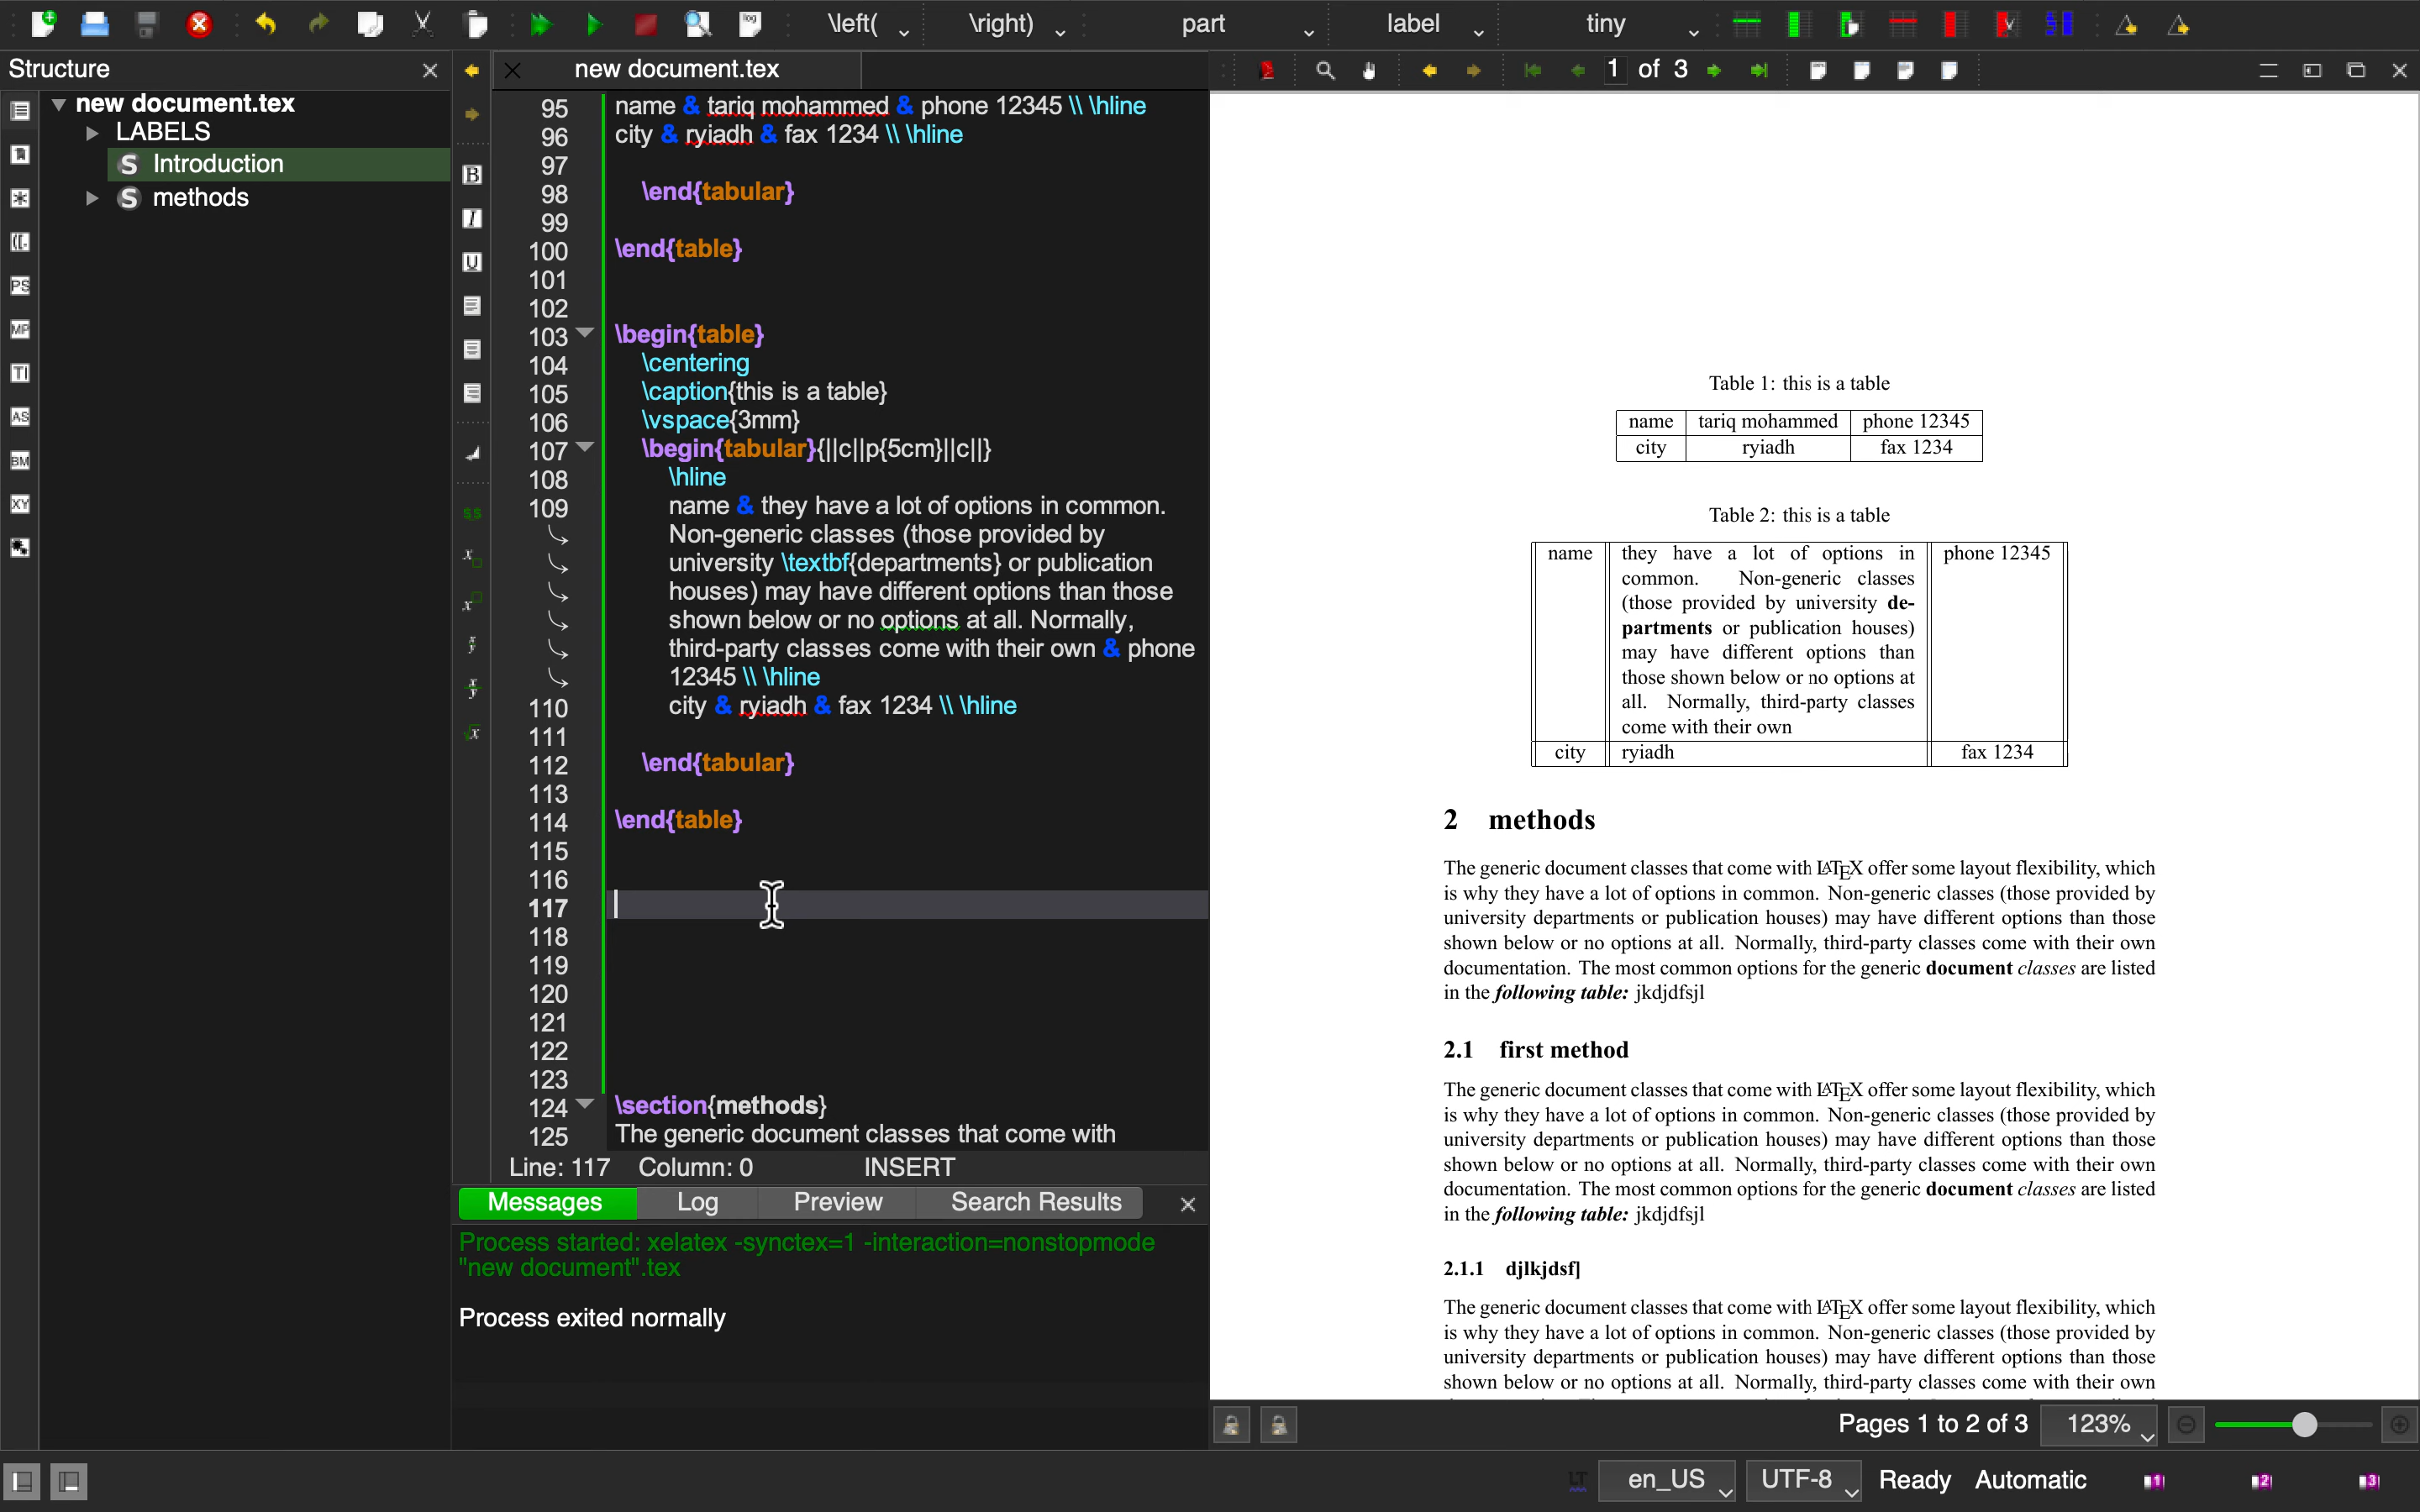 \left(
\right)
part
label
tiny
Structure
new document.tex
1 of 3
new document.tex
LABELS
S Introduction
S methods
B
I
U
PS
MP
TI
AS
BM
XY
95 name & tariq mohammed & phone 12345 \\ \hline
96 city & ryiadh & fax 1234 \\ \hline
97
98 \end{tabular}
99
100 \end{table}
101
102
103 \begin{table}
104 \centering
105 \caption{this is a table}
106 \vspace{3mm}
107 \begin{tabular}{||c||p{5cm}||c||}
108 \hline
109 name & they have a lot of options in common.
Non-generic classes (those provided by
university \textbf{departments} or publication
houses) may have different options than those
shown below or no options at all. Normally,
third-party classes come with their own & phone
12345 \\ \hline
110 city & ryiadh & fax 1234 \\ \hline
111
112 \end{tabular}
113
114 \end{table}
115
116
117
118
119
120
121
122
123
124 \section{methods}
125 The generic document classes that come with
Line: 117 Column: 0 INSERT
Messages Log Preview Search Results
Process started: xelatex -synctex=1 -interaction=nonstopmode
"new document".tex
Process exited normally
Table 1: this is a table
name tariq mohammed phone 12345
city ryiadh fax 1234
Table 2: this is a table
name they have a lot of options in phone 12345
common. Non-generic classes
(those provided by university de-
partments or publication houses)
may have different options than
those shown below or no options at
all. Normally, third-party classes
come with their own
city ryiadh fax 1234
2 methods
The generic document classes that come with LATEX offer some layout flexibility, which
is why they have a lot of options in common. Non-generic classes (those provided by
university departments or publication houses) may have different options than those
shown below or no options at all. Normally, third-party classes come with their own
documentation. The most common options for the generic document classes are listed
in the following table: jkdjdfsjl
2.1 first method
The generic document classes that come with LATEX offer some layout flexibility, which
is why they have a lot of options in common. Non-generic classes (those provided by
university departments or publication houses) may have different options than those
shown below or no options at all. Normally, third-party classes come with their own
documentation. The most common options for the generic document classes are listed
in the following table: jkdjdfsjl
2.1.1 djlkjdsf]
The generic document classes that come with LATEX offer some layout flexibility, which
is why they have a lot of options in common. Non-generic classes (those provided by
university departments or publication houses) may have different options than those
shown below or no options at all. Normally, third-party classes come with their own
Pages 1 to 2 of 3 123%
LT en_US UTF-8 Ready Automatic 1 2 3